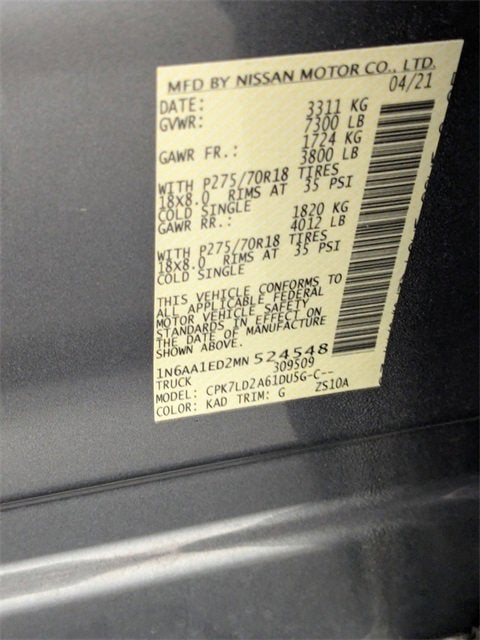 MFD BY NISSAN MOTOR CO., LTD.
DATE: 04/21
GVWR: 3311 KG
7300 LB
GAWR FR.: 1724 KG
3800 LB
WITH P275/70R18 TIRES
18X8.0 RIMS AT 35 PSI
COLD SINGLE
GAWR RR.: 1820 KG
4012 LB
WITH P275/70R18 TIRES
18X8.0 RIMS AT 35 PSI
COLD SINGLE
THIS VEHICLE CONFORMS TO
ALL APPLICABLE FEDERAL
MOTOR VEHICLE SAFETY
STANDARDS IN EFFECT ON
THE DATE OF MANUFACTURE
SHOWN ABOVE.
1N6AA1ED2MN524548
TRUCK 309509
MODEL: CPK7LD2A61DU5G-C--
COLOR: KAD TRIM: G ZS10A